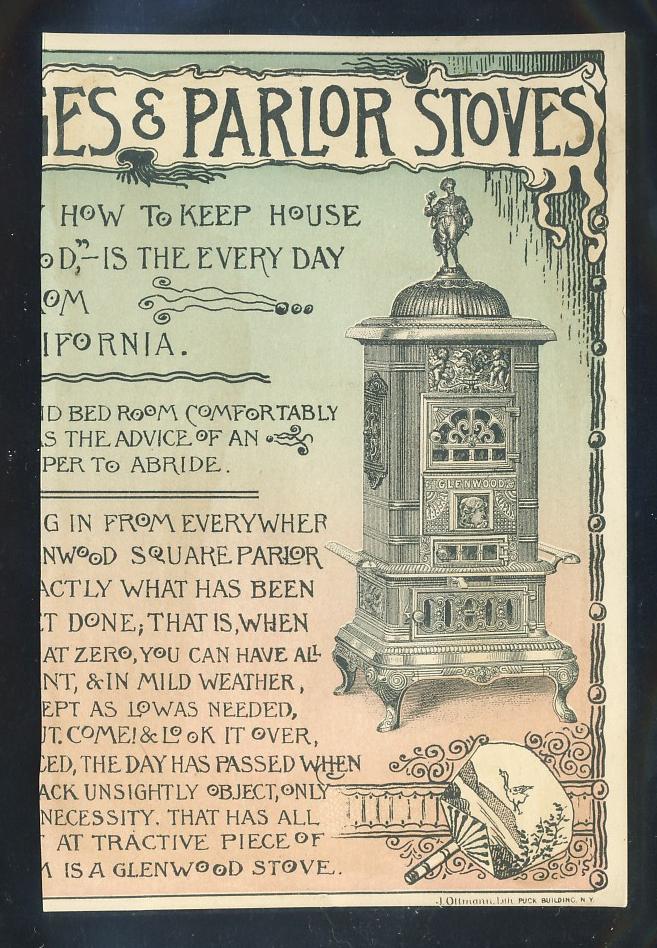 GES & PARLOR STOVES
HOW TO KEEP HOUSE
OD,"–IS THE EVERY DAY
OM
IFORNIA.
ND BED ROOM COMFORTABLY
AS THE ADVICE OF AN
PER TO ABRIDE.
G IN FROM EVERYWHER
NWOOD SQUARE PARLOR
ACTLY WHAT HAS BEEN
ET DONE; THAT IS, WHEN
AT ZERO, YOU CAN HAVE ALL
NT, & IN MILD WEATHER,
EPT AS LOW AS NEEDED,
UT. COME! & LOOK IT OVER,
CED, THE DAY HAS PASSED WHEN
ACK UNSIGHTLY OBJECT, ONLY
NECESSITY. THAT HAS ALL
AT TRACTIVE PIECE OF
M IS A GLENWOOD STOVE.
GLENWOOD
J. Ottmann, Lith. PUCK BUILDING, N.Y.